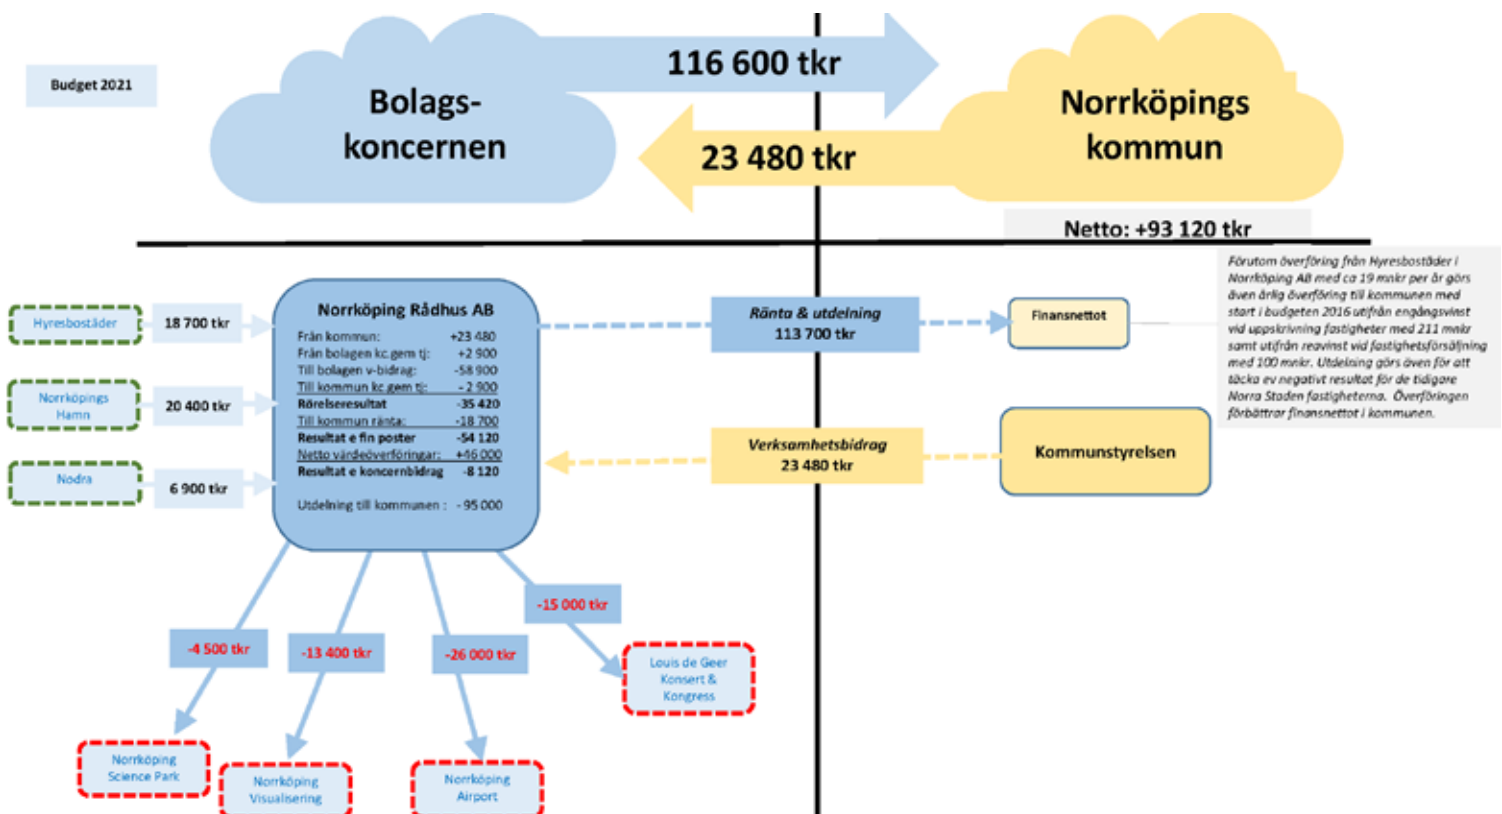 Budget 2021
Bolags-
koncernen
116 600 tkr
23 480 tkr
Norrköpings
kommun
Netto: +93 120 tkr
Förutom överföring från Hyresbostäder i
Norrköping AB med ca 19 mnkr per år görs
även årlig överföring till kommunen med
start i budgeten 2016 utifrån engångsvinst
vid uppskrivning fastigheter med 211 mnkr
samt utifrån reavinst vid fastighetsförsäljning
med 100 mnkr. Utdelning görs även för att
täcka ev negativt resultat för de tidigare
Norra Staden fastigheterna. Överföringen
förbättrar finansnettot i kommunen.
Hyresbostäder
18 700 tkr
Norrköpings
Hamn
20 400 tkr
Nodra
6 900 tkr
Norrköping Rådhus AB
Från kommun: +23 480
Från bolagen kc.gem tj: +2 900
Till bolagen v-bidrag: -58 900
Till kommun kc.gem tj: - 2 900
Rörelseresultat -35 420
Till kommun ränta: -18 700
Resultat e fin poster -54 120
Netto värdeöverföringar: +46 000
Resultat e koncernbidrag -8 120
Utdelning till kommunen : - 95 000
Ränta & utdelning
113 700 tkr
Finansnettot
Verksamhetsbidrag
23 480 tkr
Kommunstyrelsen
-4 500 tkr
-13 400 tkr
-26 000 tkr
-15 000 tkr
Norrköping
Science Park
Norrköping
Visualisering
Norrköping
Airport
Louis de Geer
Konsert &
Kongress